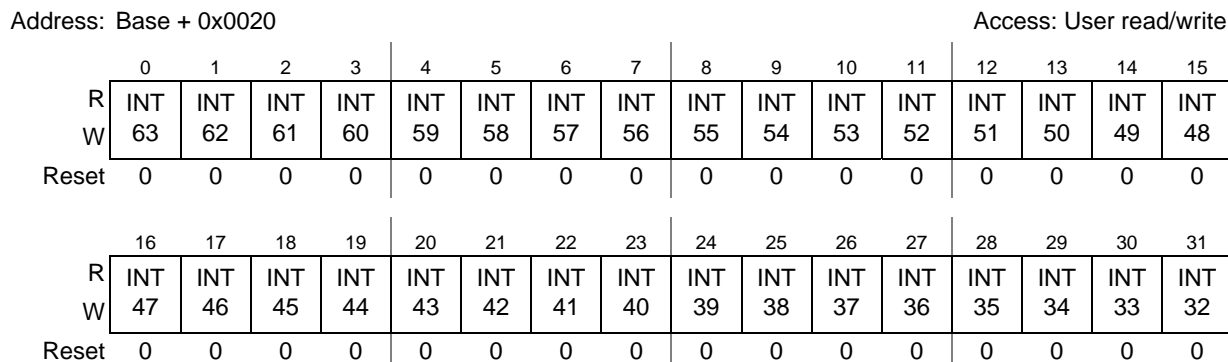 Address: Base + 0x0020 Access: User read/write
0 1 2 3 4 5 6 7 8 9 10 11 12 13 14 15
R INT INT INT INT INT INT INT INT INT INT INT INT INT INT INT INT
W 63 62 61 60 59 58 57 56 55 54 53 52 51 50 49 48
Reset 0 0 0 0 0 0 0 0 0 0 0 0 0 0 0 0
16 17 18 19 20 21 22 23 24 25 26 27 28 29 30 31
R INT INT INT INT INT INT INT INT INT INT INT INT INT INT INT INT
W 47 46 45 44 43 42 41 40 39 38 37 36 35 34 33 32
Reset 0 0 0 0 0 0 0 0 0 0 0 0 0 0 0 0